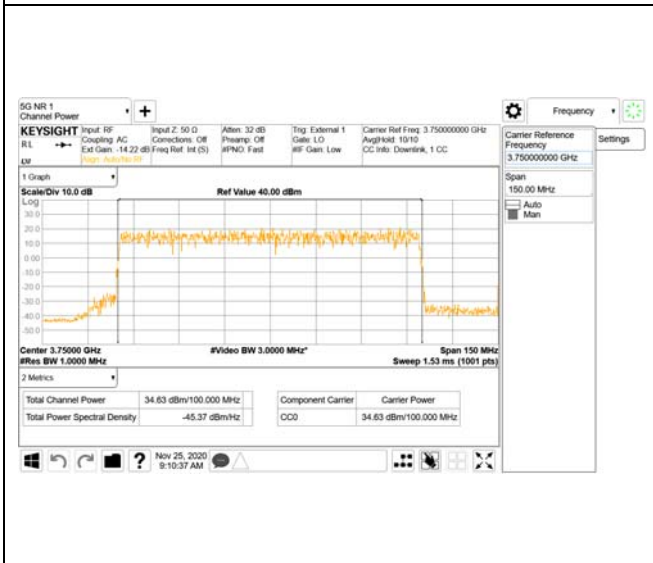 5G NR 1
Channel Power
Frequency
KEYSIGHT Input: RF Input Z: 50 Ω Atten: 32 dB Trig: External 1 Carrier Ref Freq: 3.750000000 GHz
RL Coupling: AC Corrections: Off Preamp: Off Gate: LO Avg|Hold: 10/10
Ext Gain: -14.22 dB Freq Ref: Int (S) #PNO: Fast #IF Gain: Low CC Info: Downlink, 1 CC
Align: Auto/No RF
Carrier Reference
Frequency
3.750000000 GHz
Settings
Span
150.00 MHz
Auto
Man
1 Graph
Scale/Div 10.0 dB Ref Value 40.00 dBm
Log
30.0
20.0
10.0
0.00
-10.0
-20.0
-30.0
-40.0
-50.0
Center 3.75000 GHz #Video BW 3.0000 MHz* Span 150 MHz
#Res BW 1.0000 MHz Sweep 1.53 ms (1001 pts)
2 Metrics
Total Channel Power 34.63 dBm/100.000 MHz Component Carrier Carrier Power
Total Power Spectral Density -45.37 dBm/Hz CC0 34.63 dBm/100.000 MHz
? Nov 25, 2020
9:10:37 AM